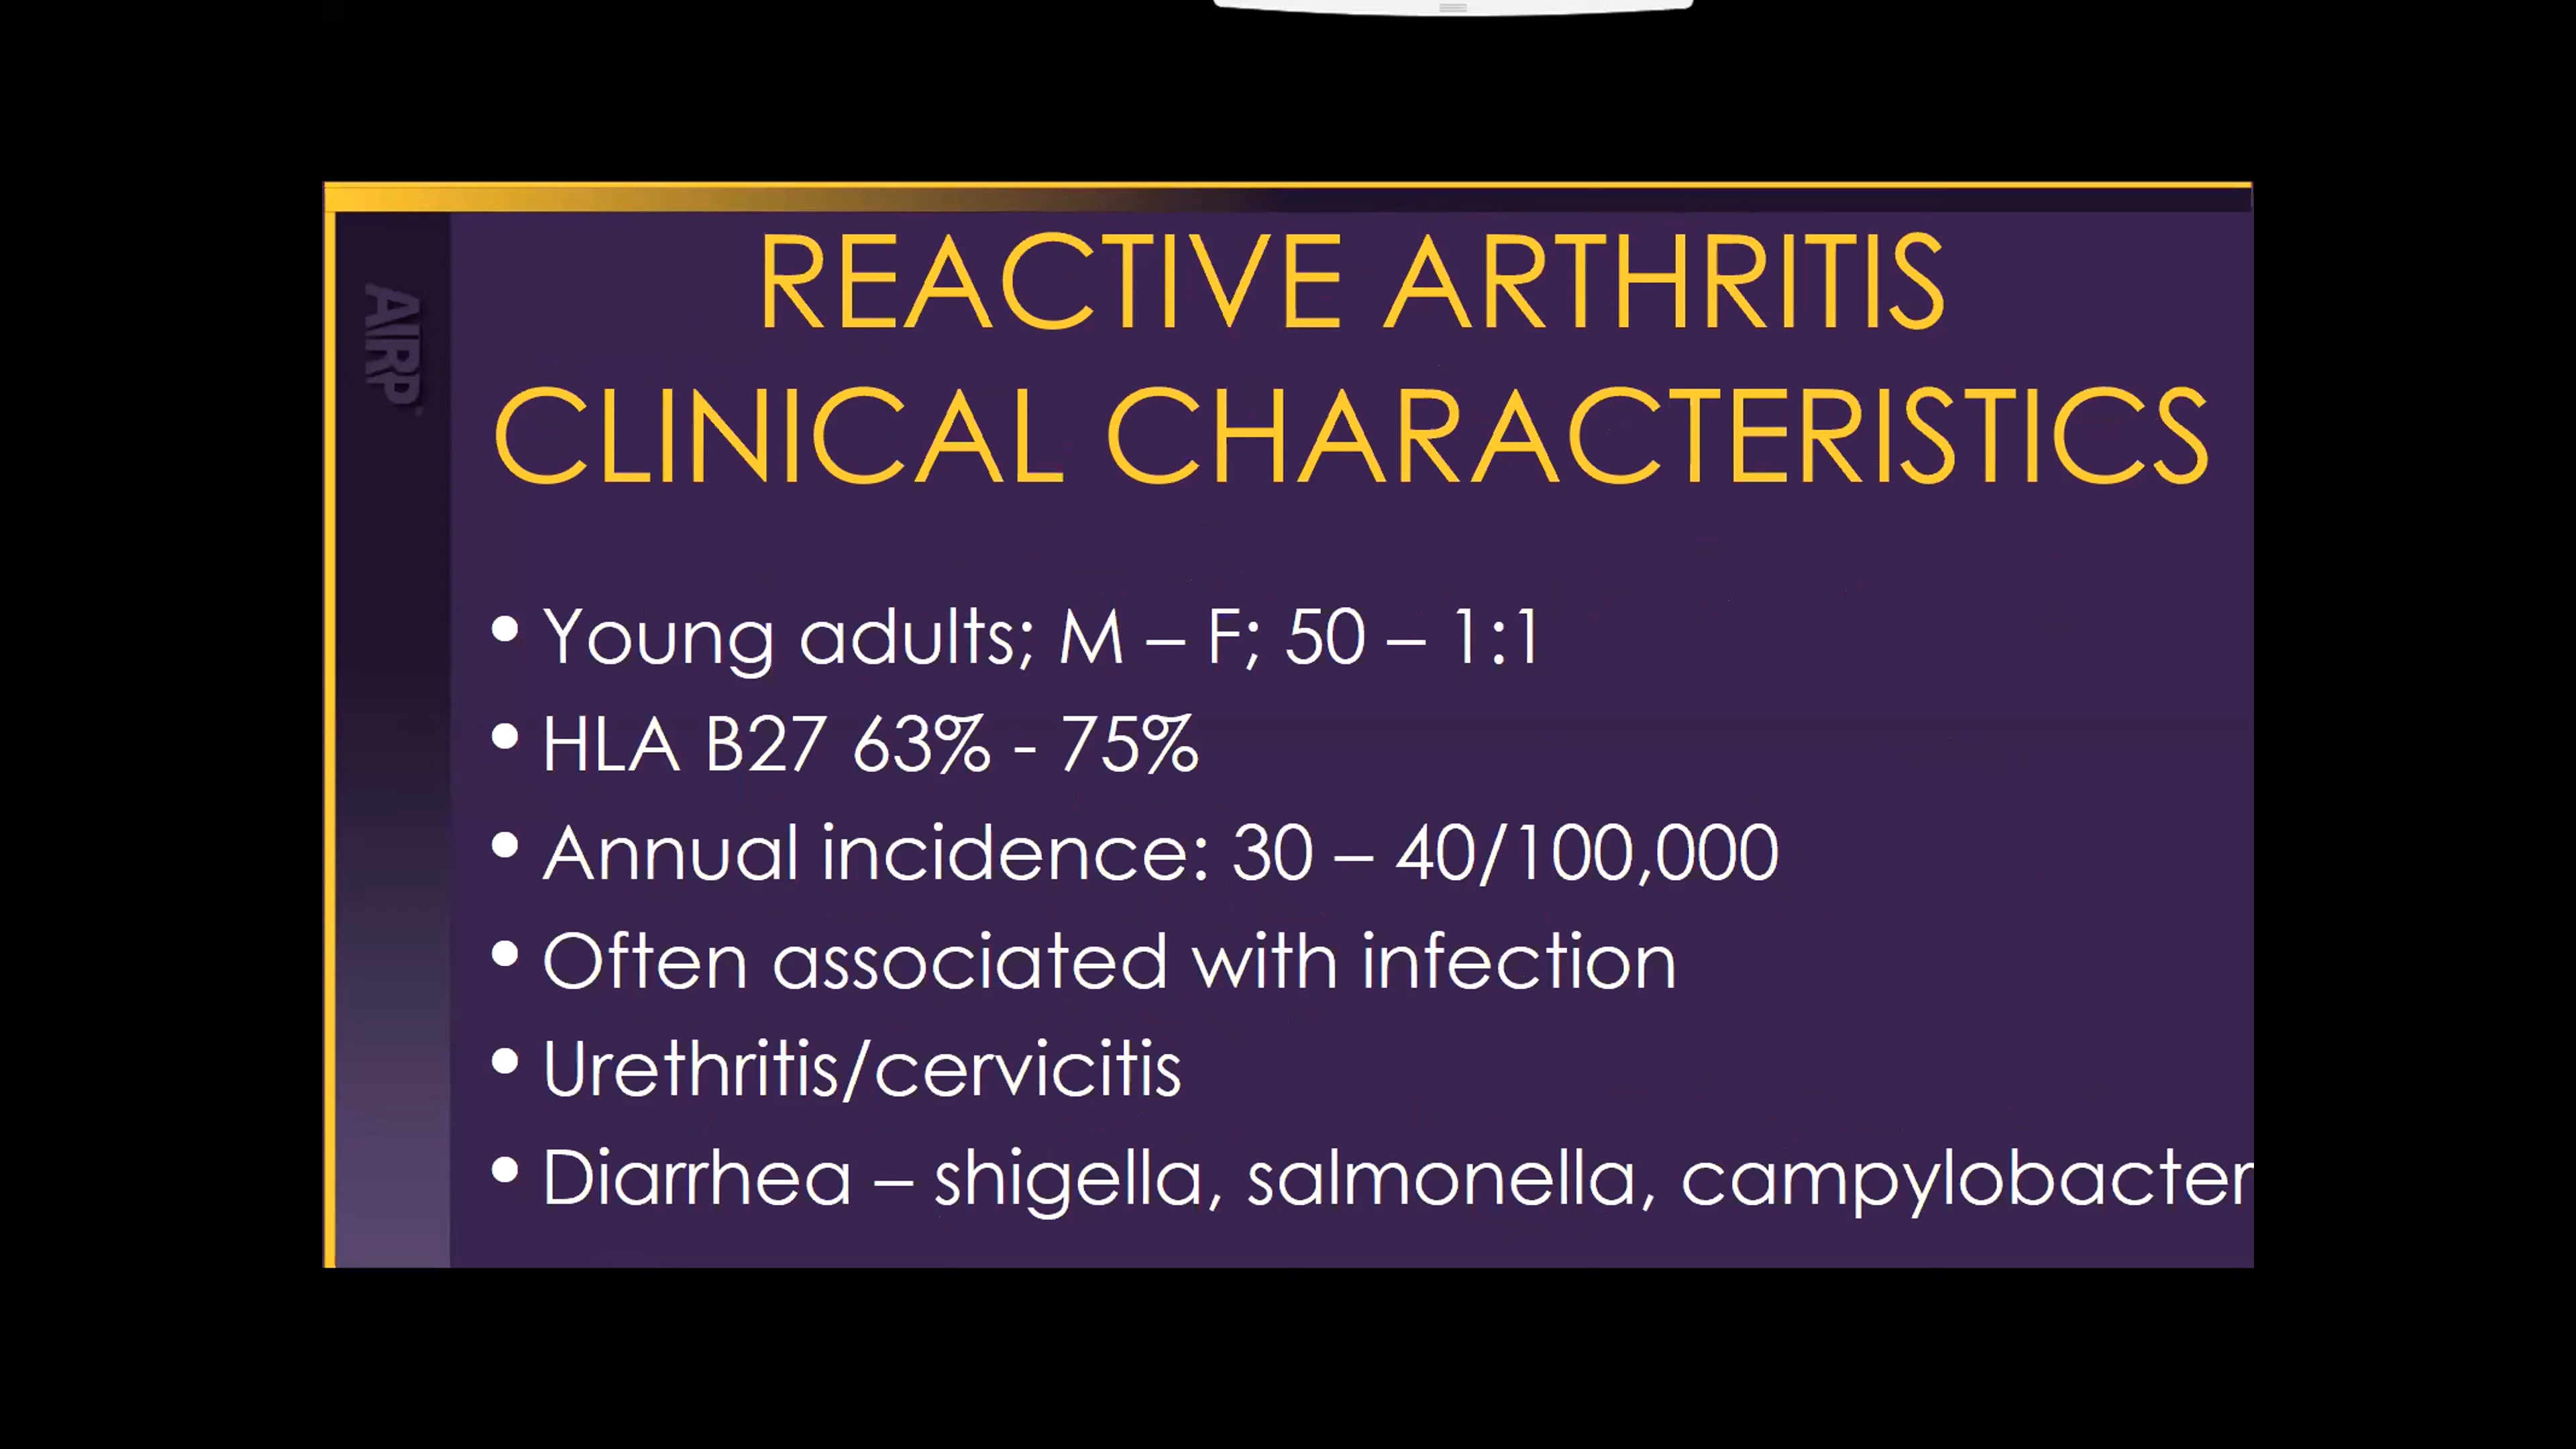 AIRP
REACTIVE ARTHRITIS
CLINICAL CHARACTERISTICS
• Young adults; M – F; 50 – 1:1
• HLA B27 63% - 75%
• Annual incidence: 30 – 40/100,000
• Often associated with infection
• Urethritis/cervicitis
• Diarrhea – shigella, salmonella, campylobacter